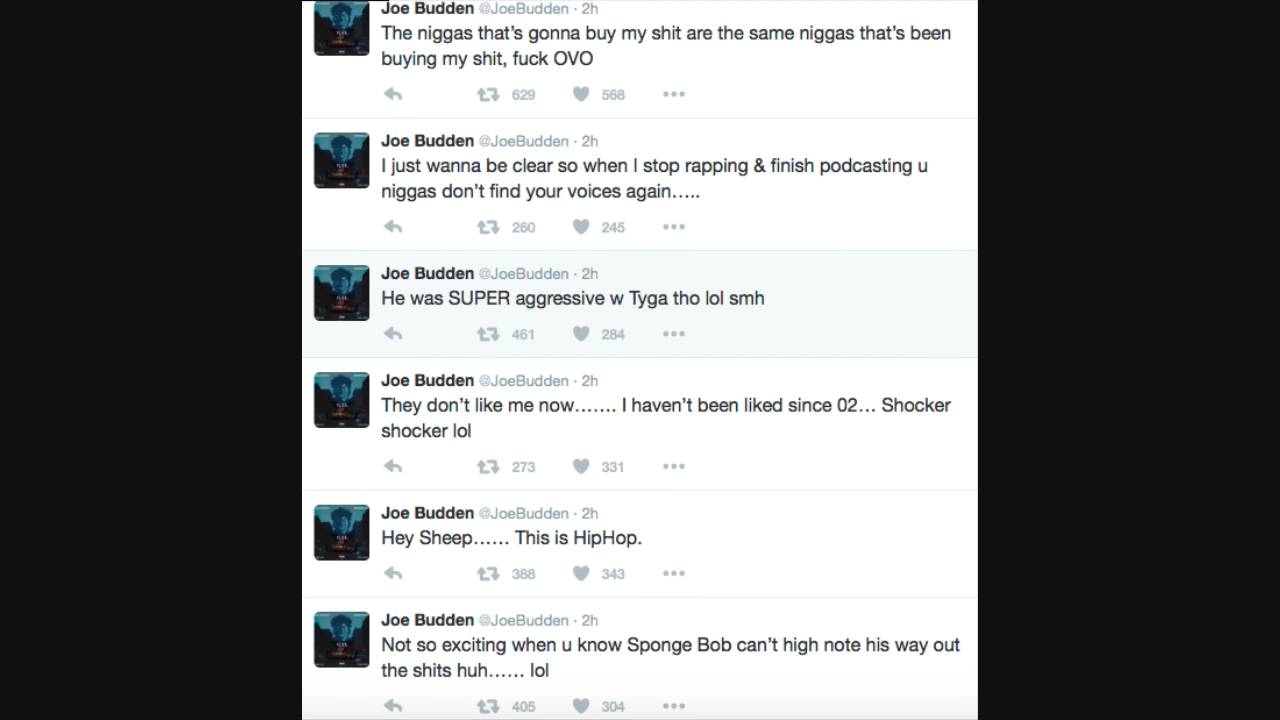 Joe Budden @JoeBudden · 2h
The niggas that's gonna buy my shit are the same niggas that's been
buying my shit, fuck OVO
629 568
Joe Budden @JoeBudden · 2h
I just wanna be clear so when I stop rapping & finish podcasting u
niggas don't find your voices again…..
260 245
Joe Budden @JoeBudden · 2h
He was SUPER aggressive w Tyga tho lol smh
461 284
Joe Budden @JoeBudden · 2h
They don't like me now……. I haven't been liked since 02… Shocker
shocker lol
273 331
Joe Budden @JoeBudden · 2h
Hey Sheep…… This is HipHop.
388 343
Joe Budden @JoeBudden · 2h
Not so exciting when u know Sponge Bob can't high note his way out
the shits huh…… lol
405 304